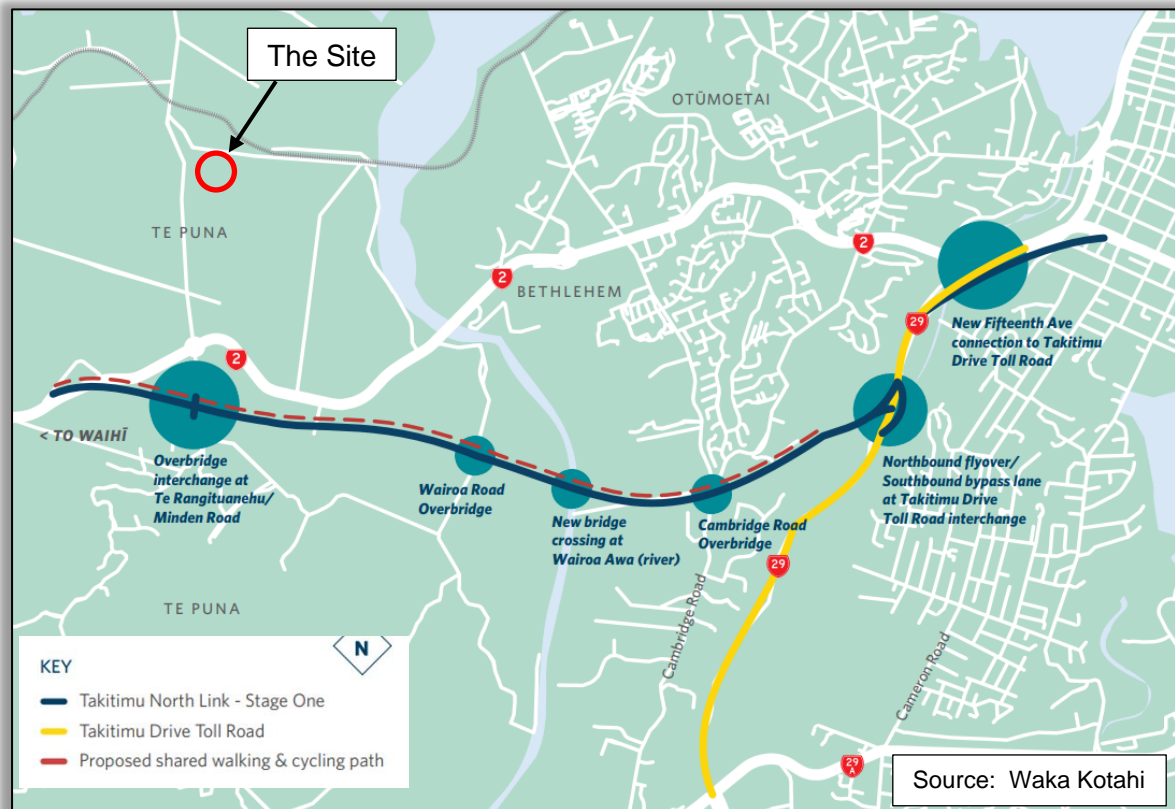 The Site
OTŪMOETAI
TE PUNA
2
2
BETHLEHEM
2
29
New Fifteenth Ave
connection to Takitimu
Drive Toll Road
< TO WAIHĪ
Overbridge
interchange at
Te Rangituanehu/
Minden Road
Wairoa Road
Overbridge
New bridge
crossing at
Wairoa Awa (river)
Cambridge Road
Overbridge
Northbound flyover/
Southbound bypass lane
at Takitimu Drive
Toll Road interchange
29
TE PUNA
Cambridge Road
Cameron Road
N
KEY
Takitimu North Link - Stage One
Takitimu Drive Toll Road
Proposed shared walking & cycling path
29
A
Source: Waka Kotahi